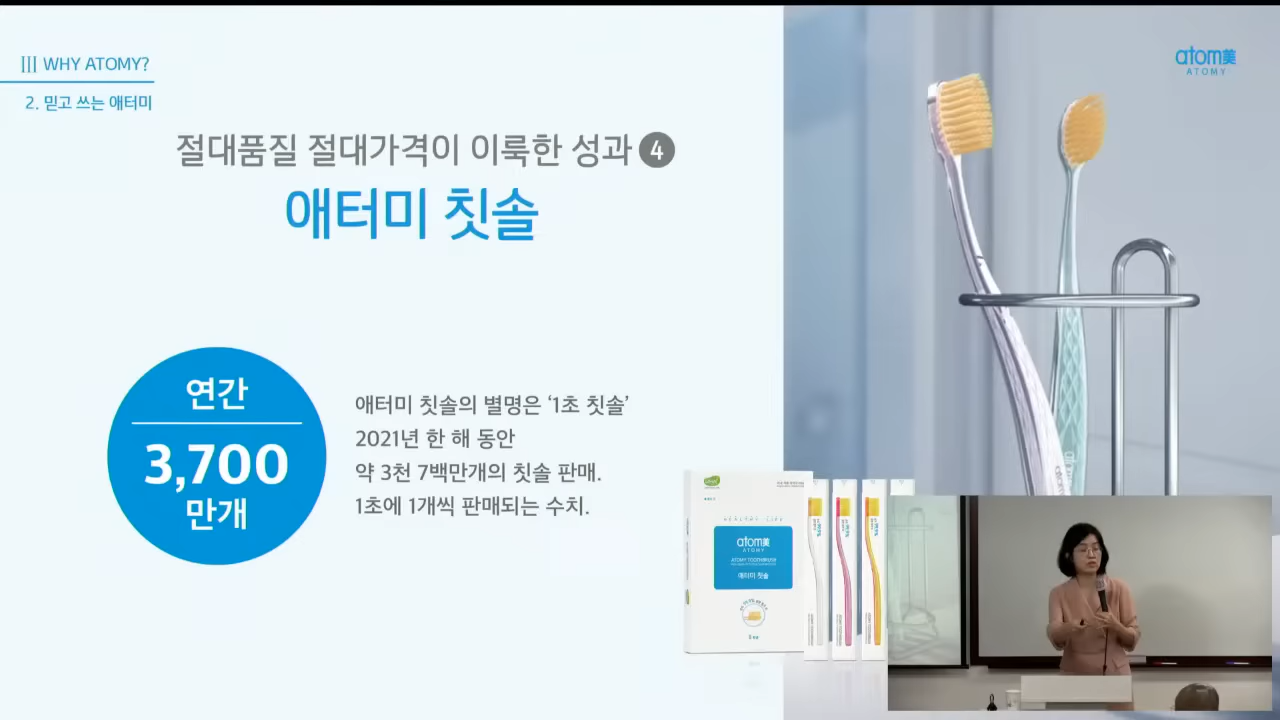 III WHY ATOMY?
2. 믿고 쓰는 애터미
atom美
ATOMY
절대품질 절대가격이 이룩한 성과 4
애터미 칫솔
연간
3,700
만개
애터미 칫솔의 별명은 ‘1초 칫솔’
2021년 한 해 동안
약 3천 7백만개의 칫솔 판매.
1초에 1개씩 판매되는 수치.
HEALTHY LIFE
atom美
ATOMY
ATOMY TOOTHBRUSH
애터미 칫솔